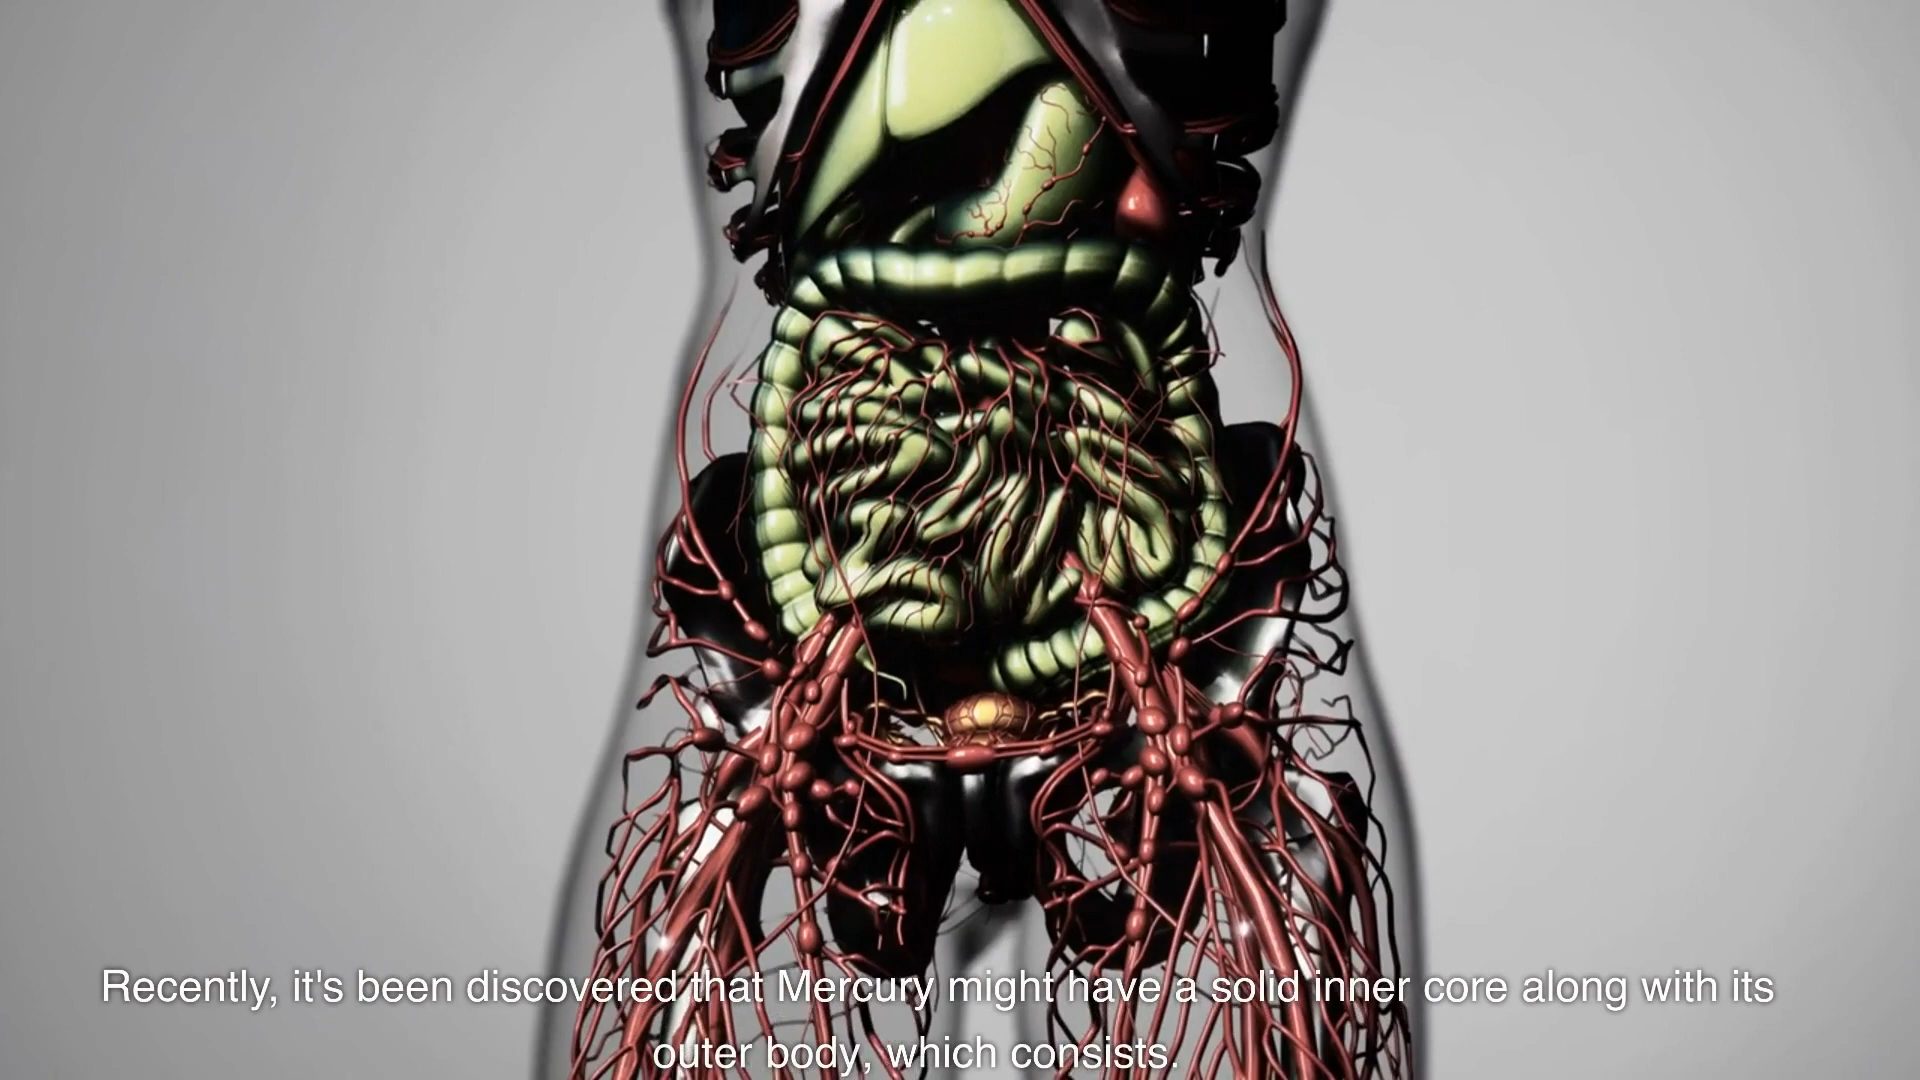 Recently, it's been discovered that Mercury might have a solid inner core along with its
outer body, which consists.